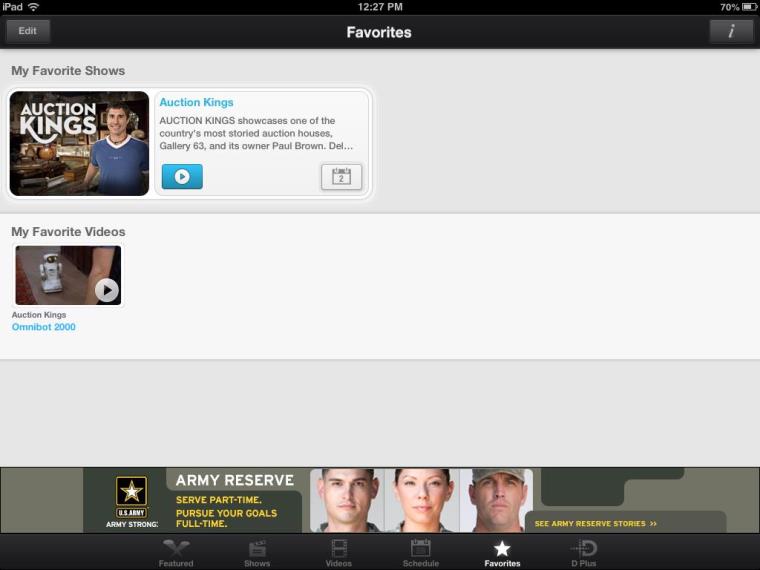 iPad
12:27 PM
70%
Edit
Favorites
i
My Favorite Shows
AUCTION
KINGS
Auction Kings
AUCTION KINGS showcases one of the
country's most storied auction houses,
Gallery 63, and its owner Paul Brown. Del...
2
My Favorite Videos
Auction Kings
Omnibot 2000
U.S.ARMY
ARMY STRONG.
ARMY RESERVE
SERVE PART-TIME.
PURSUE YOUR GOALS
FULL-TIME.
SEE ARMY RESERVE STORIES >>
Featured
Shows
Videos
Schedule
Favorites
D Plus